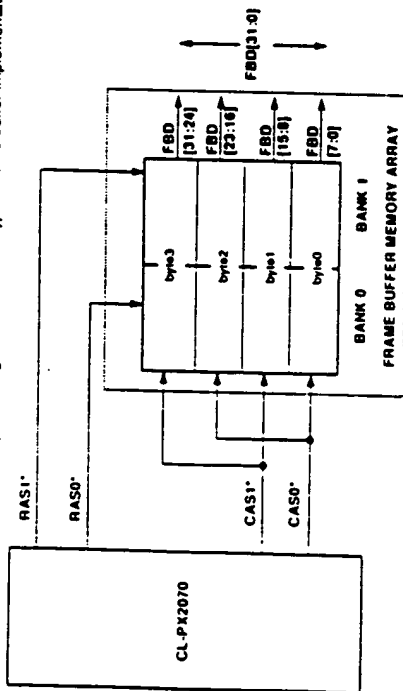 RAS1*
RAS0*
CL-PX2070
CAS1*
CAS0*
byte3
byte2
byte1
byte0
FBD
[31:24]
FBD
[23:16]
FBD
[15:8]
FBD
[7:0]
FBD[31:0]
BANK 0 BANK 1
FRAME BUFFER MEMORY ARRAY